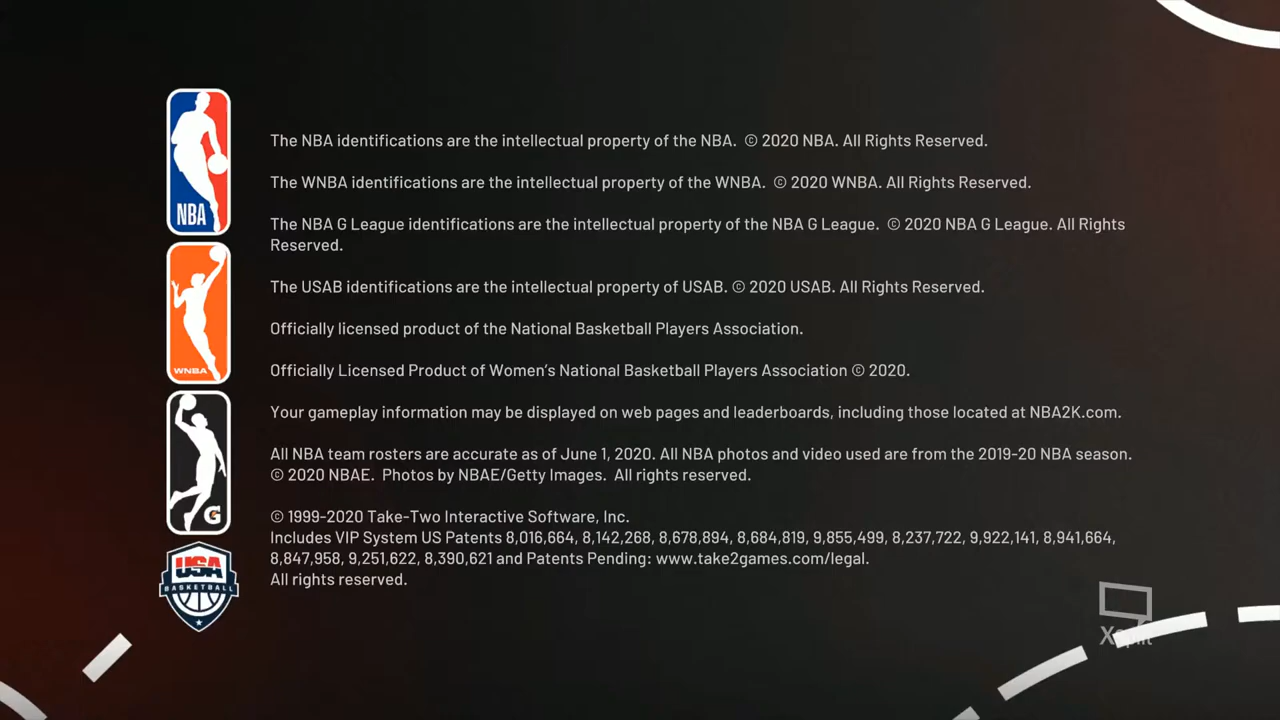 The NBA identifications are the intellectual property of the NBA. © 2020 NBA. All Rights Reserved.
The WNBA identifications are the intellectual property of the WNBA. © 2020 WNBA. All Rights Reserved.
The NBA G League identifications are the intellectual property of the NBA G League. © 2020 NBA G League. All Rights
Reserved.
The USAB identifications are the intellectual property of USAB. © 2020 USAB. All Rights Reserved.
Officially licensed product of the National Basketball Players Association.
Officially Licensed Product of Women's National Basketball Players Association © 2020.
Your gameplay information may be displayed on web pages and leaderboards, including those located at NBA2K.com.
All NBA team rosters are accurate as of June 1, 2020. All NBA photos and video used are from the 2019-20 NBA season.
© 2020 NBAE. Photos by NBAE/Getty Images. All rights reserved.
© 1999-2020 Take-Two Interactive Software, Inc.
Includes VIP System US Patents 8,016,664, 8,142,268, 8,678,894, 8,684,819, 9,855,499, 8,237,722, 9,922,141, 8,941,664,
8,847,958, 9,251,622, 8,390,621 and Patents Pending: www.take2games.com/legal.
All rights reserved.
NBA
WNBA
G
USA
BASKETBALL